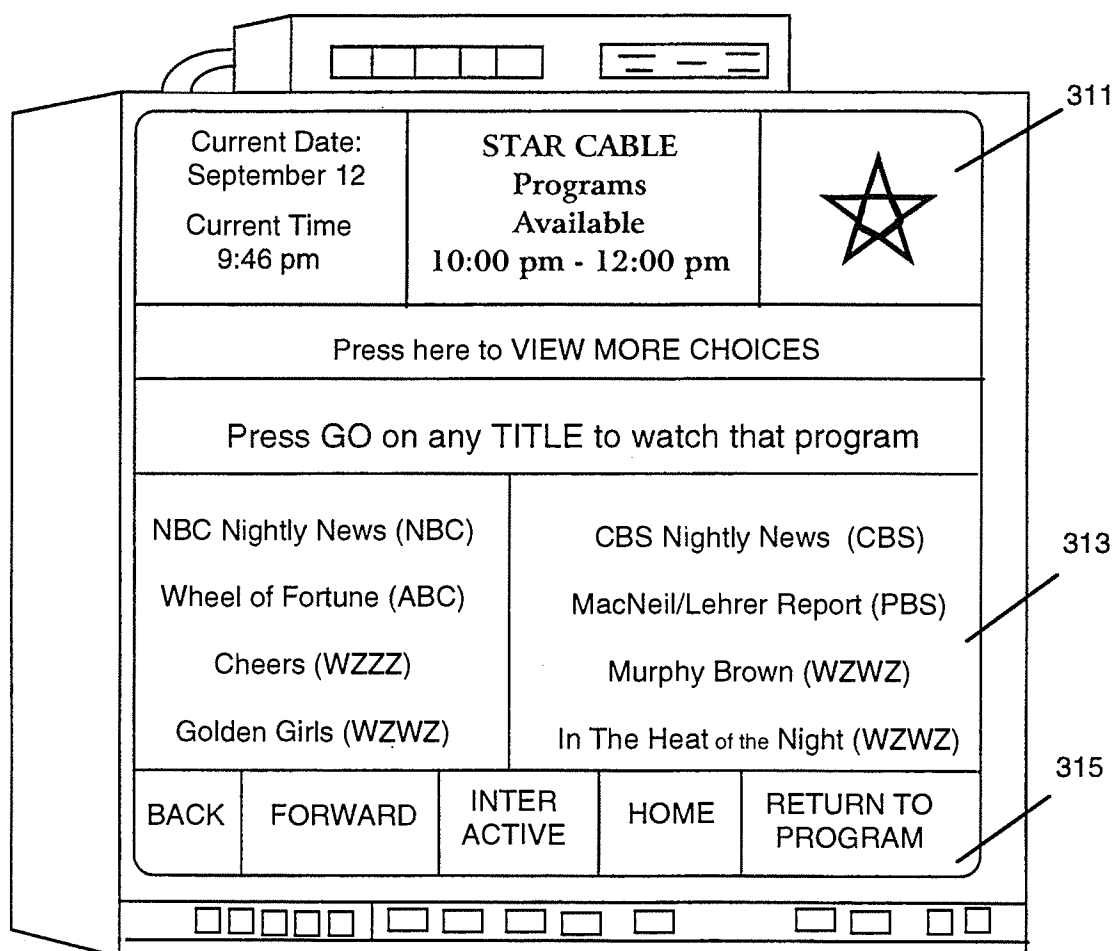 311
Current Date:
September 12
Current Time
9:46 pm
STAR CABLE
Programs
Available
10:00 pm - 12:00 pm
Press here to VIEW MORE CHOICES
Press GO on any TITLE to watch that program
NBC Nightly News (NBC)
Wheel of Fortune (ABC)
Cheers (WZZZ)
Golden Girls (WZWZ)
CBS Nightly News (CBS)
MacNeil/Lehrer Report (PBS)
Murphy Brown (WZWZ)
In The Heat of the Night (WZWZ)
313
BACK
FORWARD
INTER
ACTIVE
HOME
RETURN TO
PROGRAM
315